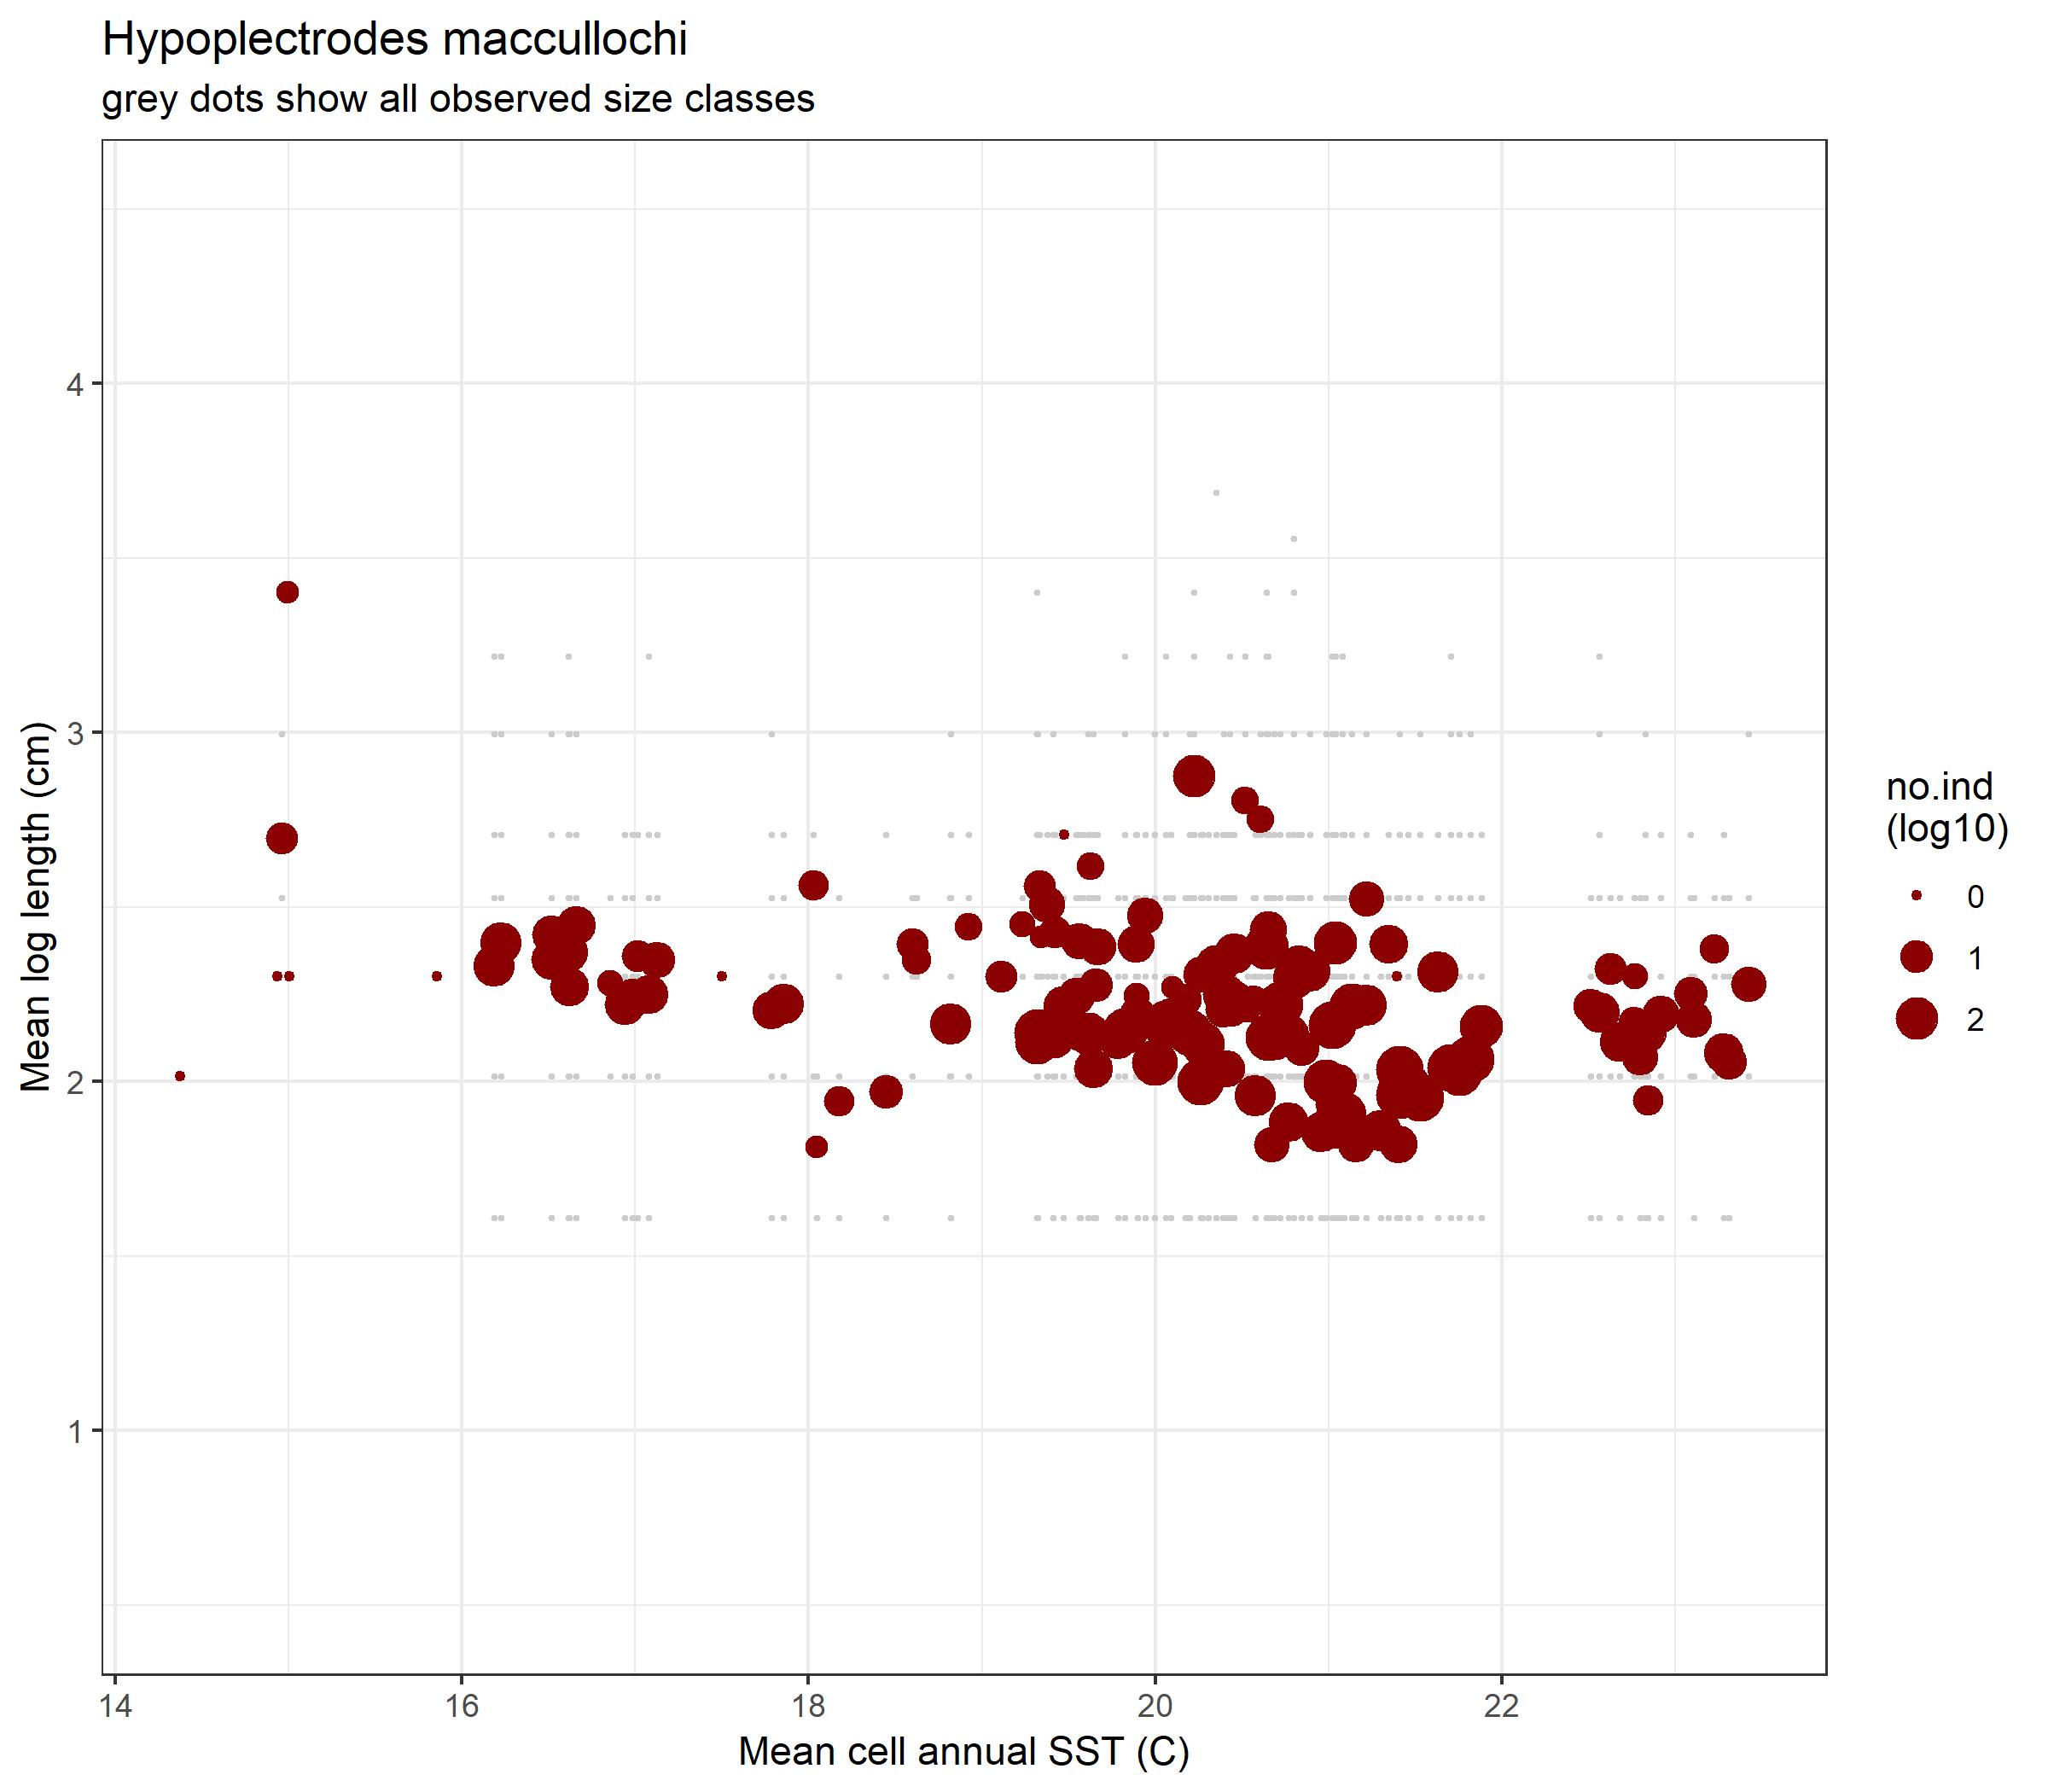 Hypoplectrodes maccullochi
grey dots show all observed size classes
Mean log length (cm)
4
3
2
1
14
16
18
20
22
Mean cell annual SST (C)
no.ind
(log10)
0
1
2